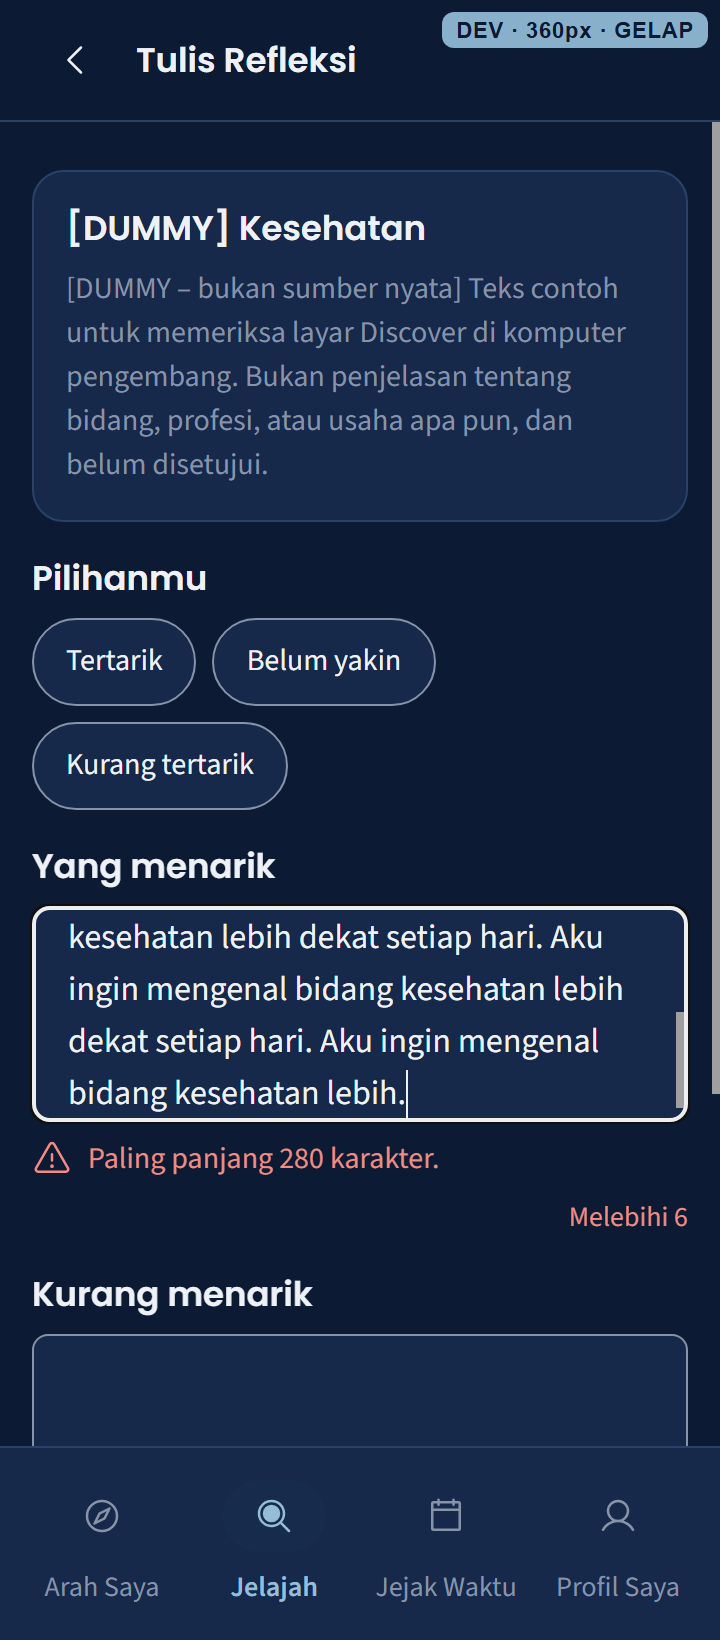 DEV · 360px · GELAP
Tulis Refleksi
[DUMMY] Kesehatan
[DUMMY – bukan sumber nyata] Teks contoh
untuk memeriksa layar Discover di komputer
pengembang. Bukan penjelasan tentang
bidang, profesi, atau usaha apa pun, dan
belum disetujui.
Pilihanmu
Tertarik
Belum yakin
Kurang tertarik
Yang menarik
kesehatan lebih dekat setiap hari. Aku
ingin mengenal bidang kesehatan lebih
dekat setiap hari. Aku ingin mengenal
bidang kesehatan lebih.
Paling panjang 280 karakter.
Melebihi 6
Kurang menarik
Arah Saya
Jelajah
Jejak Waktu
Profil Saya